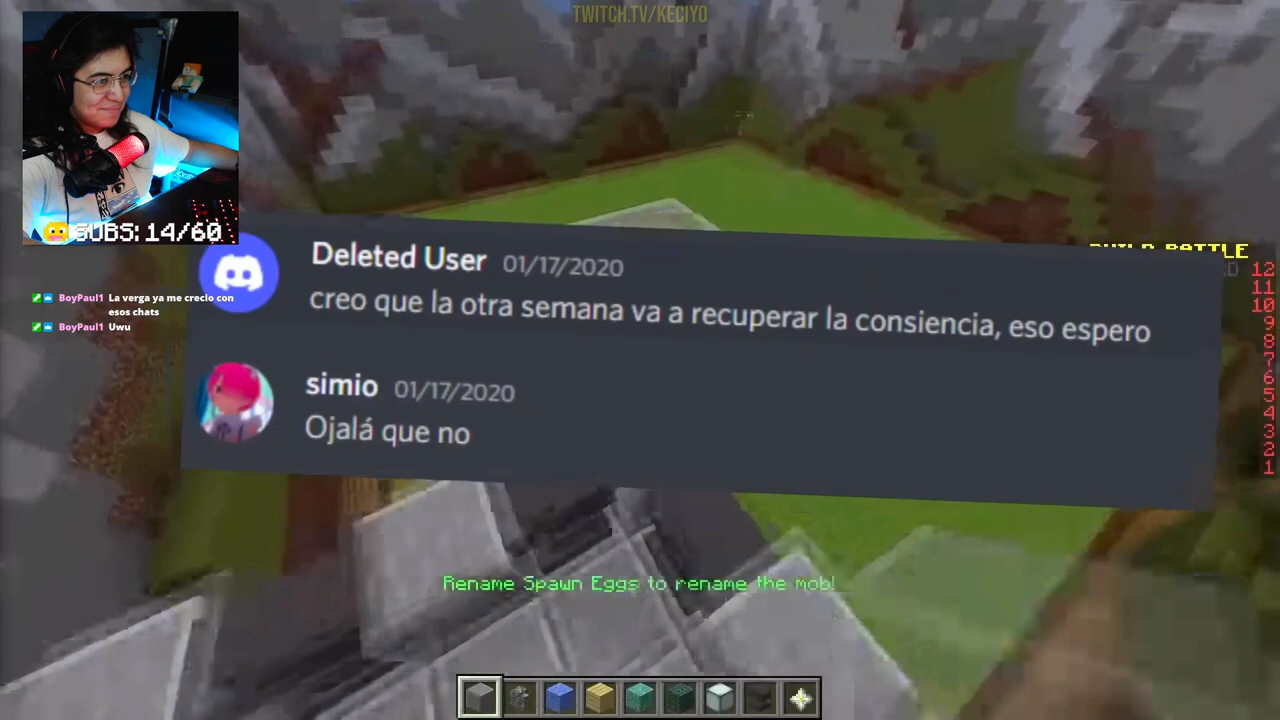 TWITCH.TV/KECIYO
SUBS: 14/60
BoyPaul1 La verga ya me crecio con
esos chats
BoyPaul1 Uwu
Deleted User 01/17/2020
creo que la otra semana va a recuperar la consiencia, eso espero
simio 01/17/2020
Ojalá que no
BUILD BATTLE
12
11
10
9
8
7
6
5
4
3
2
1
Rename Spawn Eggs to rename the mob!